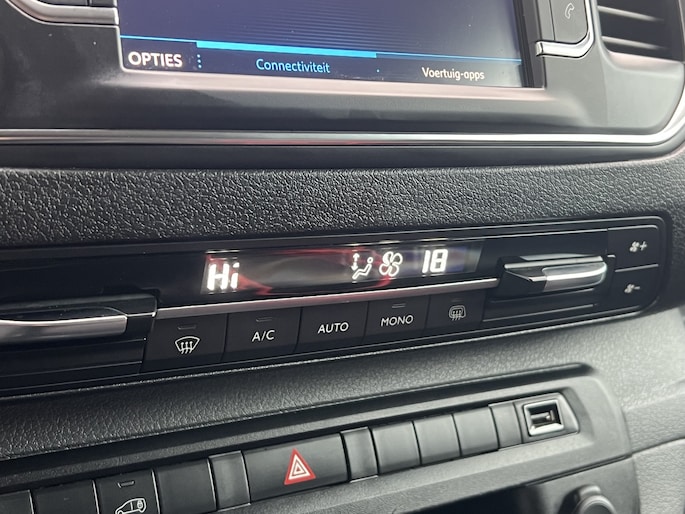 OPTIES
Connectiviteit
Voertuig-apps
Hi 18
A/C AUTO MONO